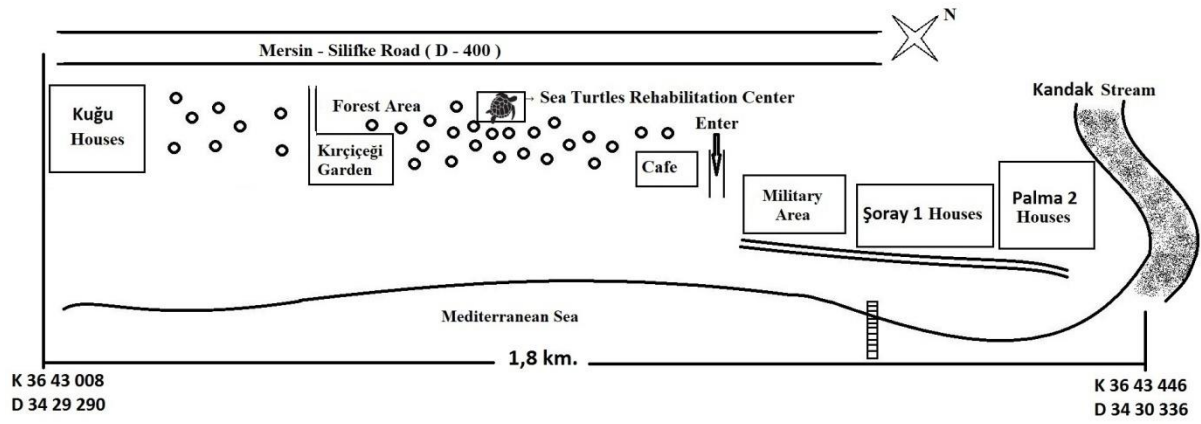 N
Mersin - Silifke Road ( D - 400 )
Kandak Stream
Sea Turtles Rehabilitation Center
Forest Area
Kuğu
Houses
Enter
Kırçiçeği
Garden
Cafe
Military
Area
Şoray 1 Houses
Palma 2
Houses
Mediterranean Sea
1,8 km.
K 36 43 008
D 34 29 290
K 36 43 446
D 34 30 336